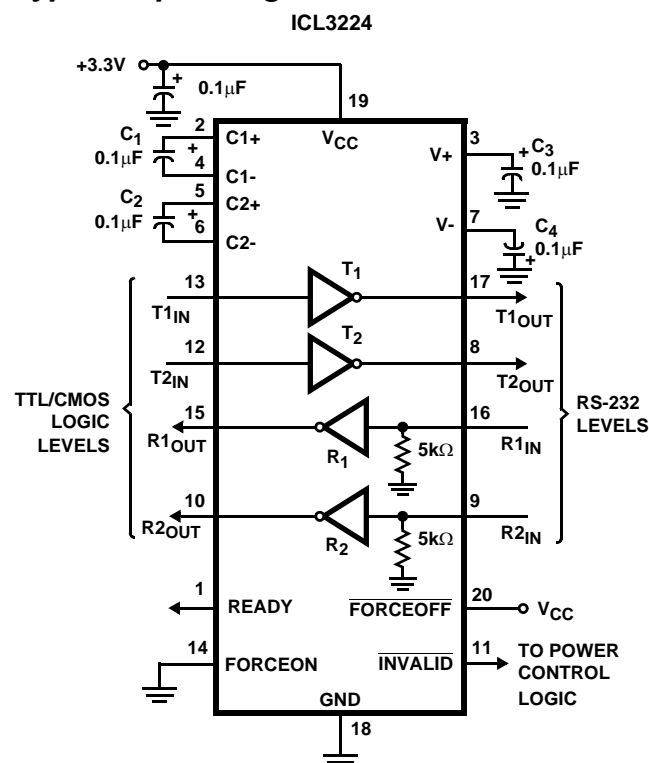 ICL3224
+3.3V
+
0.1μF
19
VCC
2
C1+
C1
0.1μF
+
4
C1-
5
C2+
C2
0.1μF
+
6
C2-
3
V+
+
C3
0.1μF
7
V-
C4
0.1μF
+
13
T1
17
T1IN
T1OUT
12
T2
8
T2IN
T2OUT
TTL/CMOS
LOGIC
LEVELS
RS-232
LEVELS
15
16
R1OUT
R1
5kΩ
R1IN
10
9
R2OUT
R2
5kΩ
R2IN
1
READY
20
FORCEOFF
VCC
14
FORCEON
11
INVALID
TO POWER
CONTROL
LOGIC
GND
18